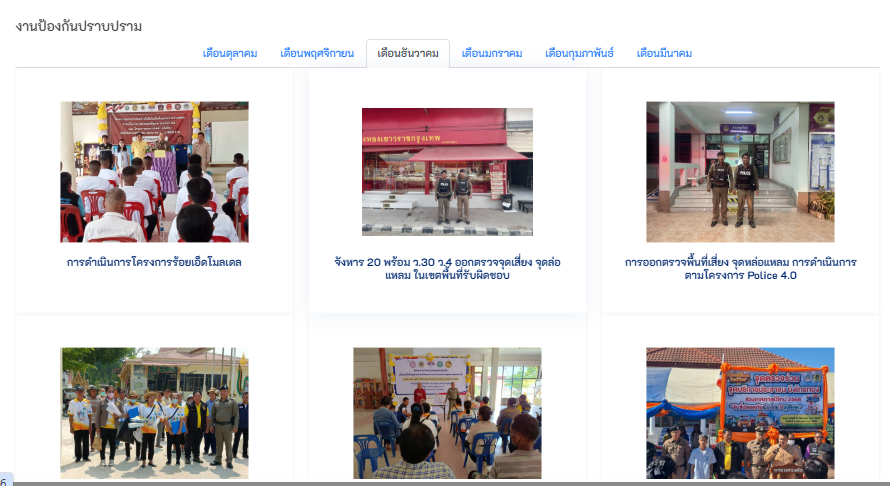 งานป้องกันปราบปราม
เดือนตุลาคม เดือนพฤศจิกายน เดือนธันวาคม เดือนมกราคม เดือนกุมภาพันธ์ เดือนมีนาคม
การดำเนินการโครงการร้อยเอ็ดโมลเดล
จังหาร 20 พร้อม ว.30 ว.4 ออกตรวจจุดเสี่ยง จุดล่อ
แหลม ในเขตพื้นที่รับผิดชอบ
การออกตรวจพื้นที่เสี่ยง จุดหล่อแหลม การดำเนินการ
ตามโครงการ Police 4.0
6